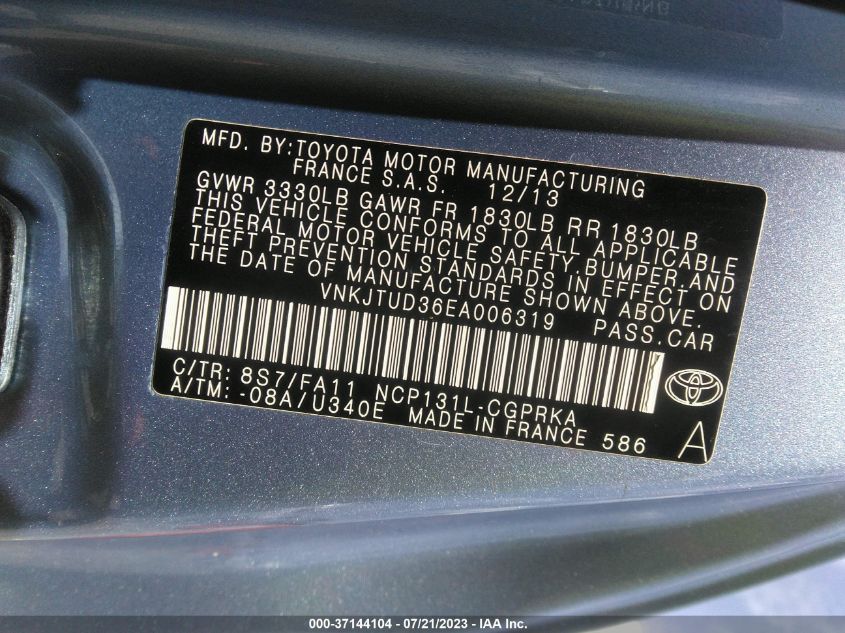 MFD. BY:TOYOTA MOTOR MANUFACTURING
FRANCE S.A.S. 12/13
GVWR 3330LB GAWR FR 1830LB RR 1830LB
THIS VEHICLE CONFORMS TO ALL APPLICABLE
FEDERAL MOTOR VEHICLE SAFETY,BUMPER,AND
THEFT PREVENTION STANDARDS IN EFFECT ON
THE DATE OF MANUFACTURE SHOWN ABOVE.
VNKJTUD36EA006319 PASS.CAR
C/TR: 8S7/FA11 NCP131L-CGPRKA
A/TM: -08A/U340E MADE IN FRANCE 586 A
000-37144104 - 07/21/2023 - IAA Inc.